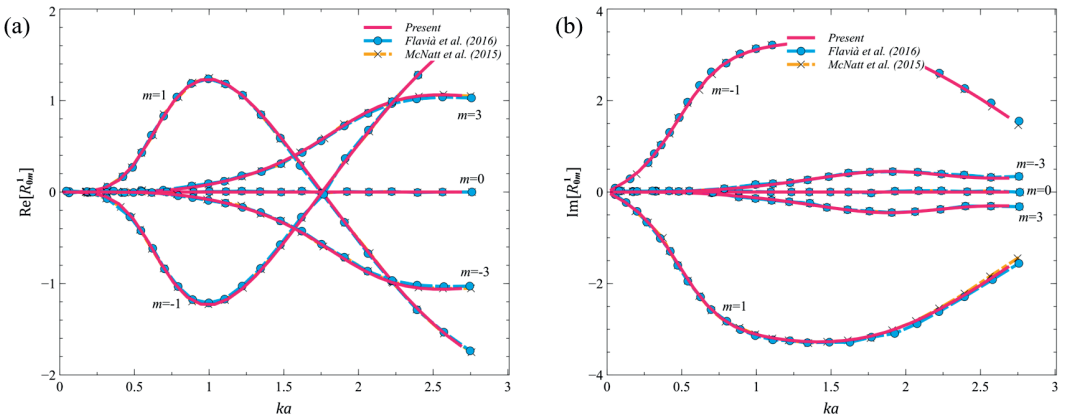 (a)
Re[R¹₀ₘ]
2
1
0
−1
−2
Present
Flavià et al. (2016)
McNatt et al. (2015)
m=1
m=3
m=0
m=-3
m=-1
0 0.5 1 1.5 2 2.5 3
ka
(b)
Im[R¹₀ₘ]
4
2
0
−2
−4
Present
Flavià et al. (2016)
McNatt et al. (2015)
m=-1
m=-3
m=0
m=3
m=1
0 0.5 1 1.5 2 2.5 3
ka